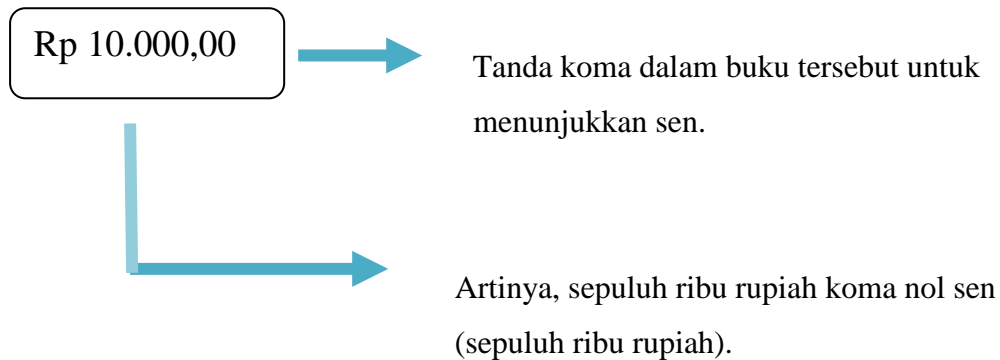 Rp 10.000,00
Tanda koma dalam buku tersebut untuk
menunjukkan sen.
Artinya, sepuluh ribu rupiah koma nol sen
(sepuluh ribu rupiah).